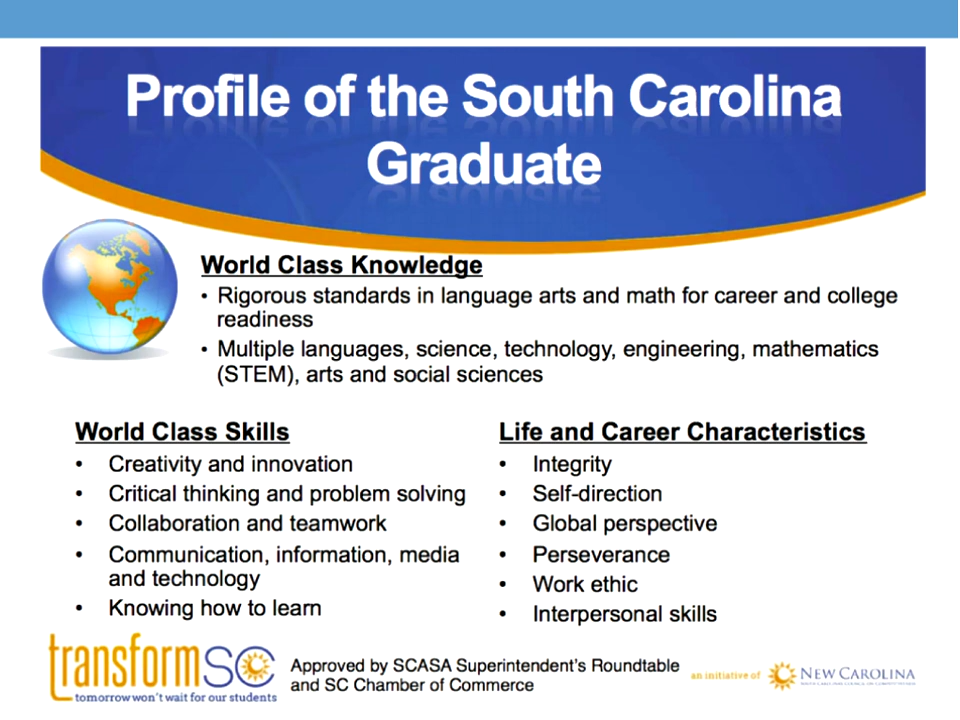 Profile of the South Carolina
Graduate
World Class Knowledge
• Rigorous standards in language arts and math for career and college
readiness
• Multiple languages, science, technology, engineering, mathematics
(STEM), arts and social sciences
World Class Skills
• Creativity and innovation
• Critical thinking and problem solving
• Collaboration and teamwork
• Communication, information, media
and technology
• Knowing how to learn
Life and Career Characteristics
• Integrity
• Self-direction
• Global perspective
• Perseverance
• Work ethic
• Interpersonal skills
transformSC
tomorrow won't wait for our students
Approved by SCASA Superintendent's Roundtable
and SC Chamber of Commerce
an initiative of
NEW CAROLINA